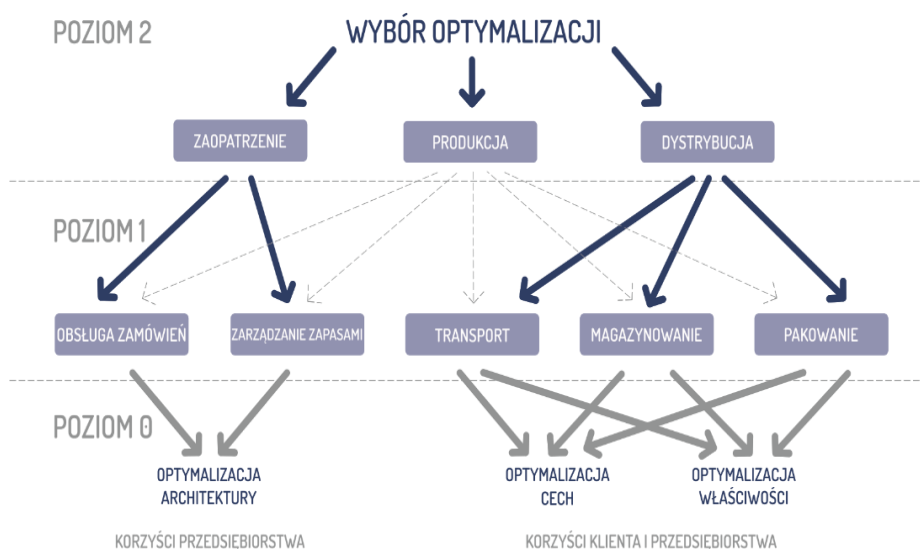 POZIOM 2
WYBÓR OPTYMALIZACJI
ZAOPATRZENIE
PRODUKCJA
DYSTRYBUCJA
POZIOM 1
OBSŁUGA ZAMÓWIEŃ
ZARZĄDZANIE ZAPASAMI
TRANSPORT
MAGAZYNOWANIE
PAKOWANIE
POZIOM 0
OPTYMALIZACJA
ARCHITEKTURY
OPTYMALIZACJA
CECH
OPTYMALIZACJA
WŁAŚCIWOŚCI
KORZYŚCI PRZEDSIĘBIORSTWA
KORZYŚCI KLIENTA I PRZEDSIĘBIORSTWA